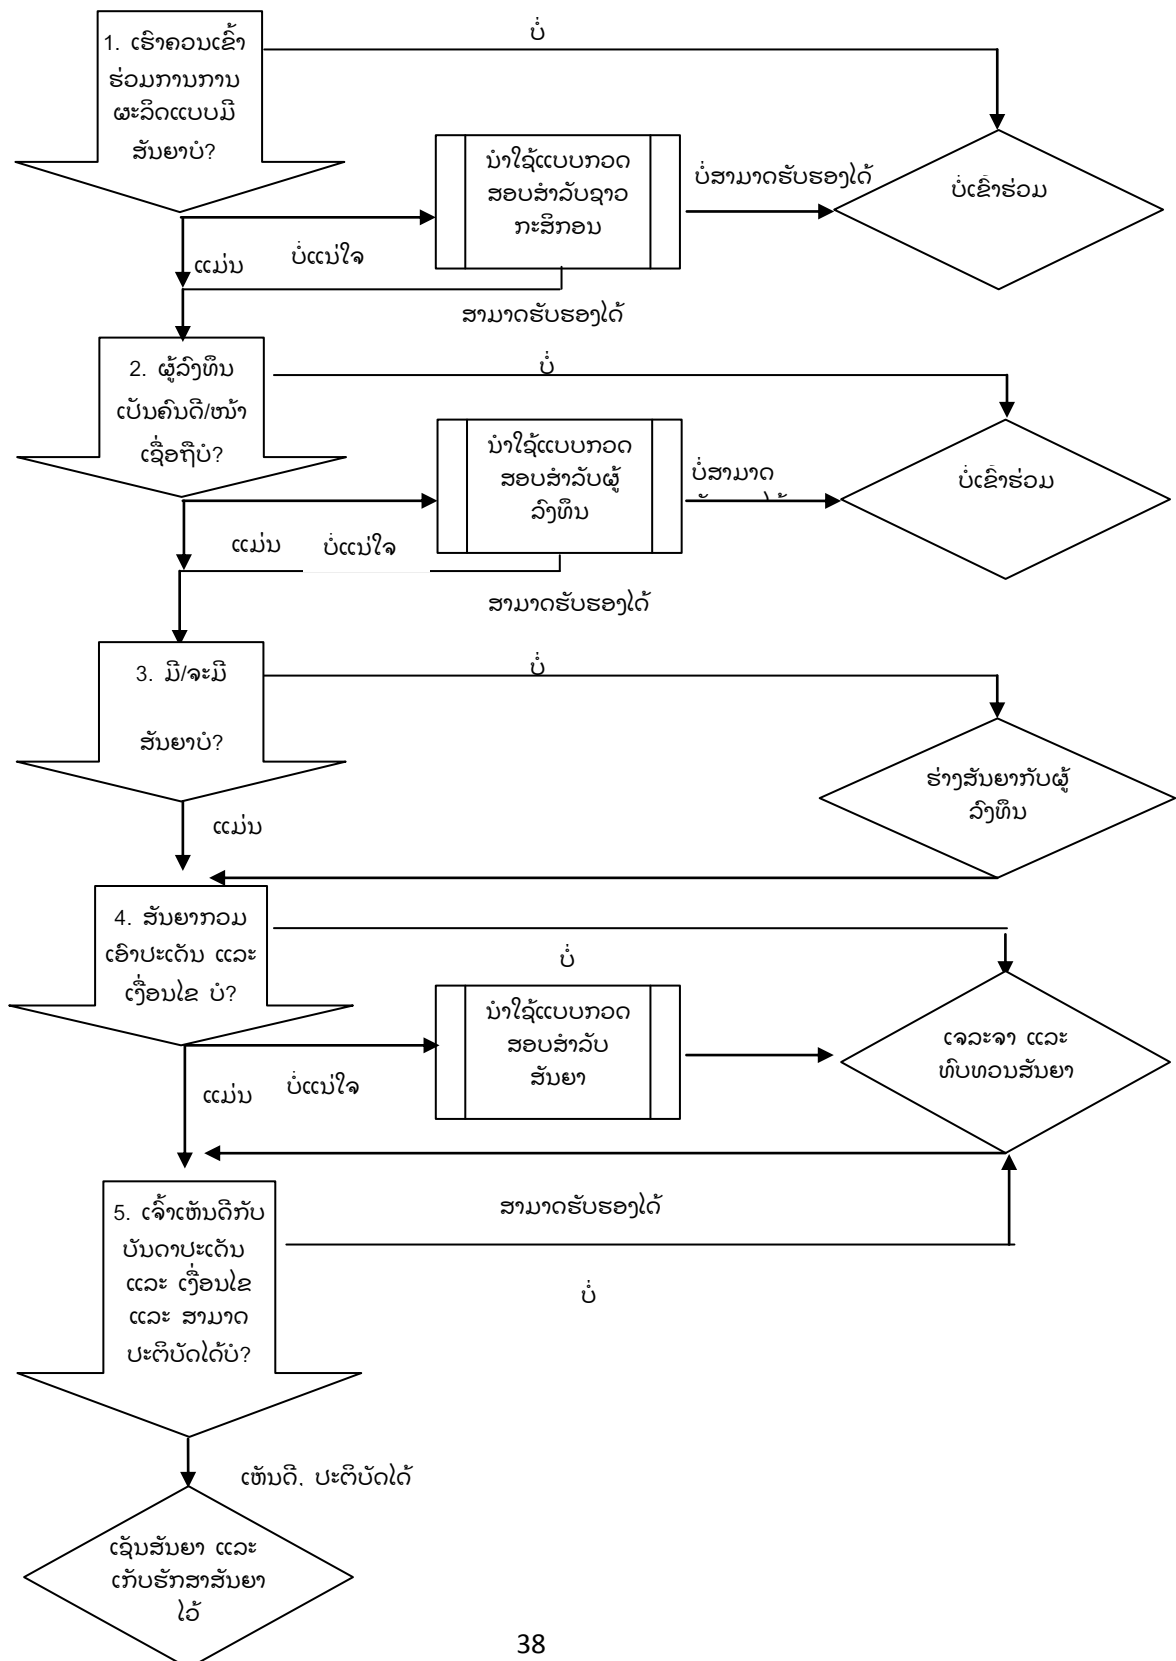 ບໍ່
1. ເຮົາຄວນເຂົ້າ
ຮ່ວມການການ
ຜະລິດແບບມີ
ສັນຍາບໍ?
ນໍາໃຊ້ແບບກວດ
ສອບສໍາລັບຊາວ
ກະສິກອນ
ບໍ່ສາມາດຮັບຮອງໄດ້
ບໍ່ເຂົ້າຮ່ວມ
ແມ່ນ
ບໍ່ແນ່ໃຈ
ສາມາດຮັບຮອງໄດ້
2. ຜູ້ລົງທຶນ
ເປັນຄົນດີ/ໜ້າ
ເຊື່ອຖືບໍ?
ບໍ່
ນໍາໃຊ້ແບບກວດ
ສອບສໍາລັບຜູ້
ລົງທຶນ
ບໍ່ສາມາດ
ບໍ່ເຂົ້າຮ່ວມ
ແມ່ນ
ບໍ່ແນ່ໃຈ
ສາມາດຮັບຮອງໄດ້
3. ມີ/ຈະມີ
ສັນຍາບໍ?
ບໍ່
ຮ່າງສັນຍາກັບຜູ້
ລົງທຶນ
ແມ່ນ
4. ສັນຍາກວມ
ເອົາປະເດັນ ແລະ
ເງື່ອນໄຂ ບໍ?
ບໍ່
ນໍາໃຊ້ແບບກວດ
ສອບສໍາລັບ
ສັນຍາ
ເຈລະຈາ ແລະ
ທົບທວນສັນຍາ
ແມ່ນ
ບໍ່ແນ່ໃຈ
ສາມາດຮັບຮອງໄດ້
5. ເຈົ້າເຫັນດີກັບ
ບັນດາປະເດັນ
ແລະ ເງື່ອນໄຂ
ແລະ ສາມາດ
ປະຕິບັດໄດ້ບໍ?
ບໍ່
ເຫັນດີ, ປະຕິບັດໄດ້
ເຊັນສັນຍາ ແລະ
ເກັບຮັກສາສັນຍາ
ໄວ້
38